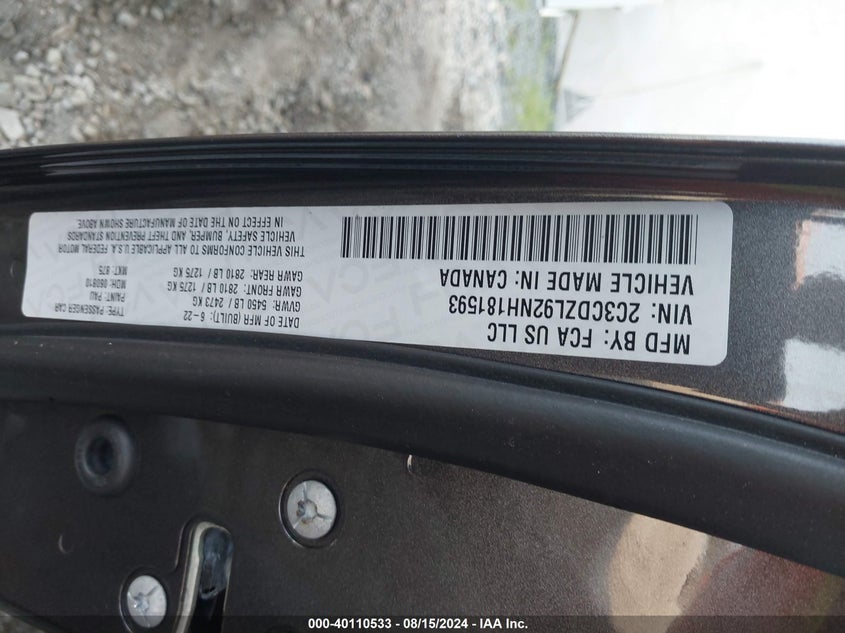 MFD BY: FCA US LLC
VIN: 2C3CDZL92NH181593
VEHICLE MADE IN: CANADA
DATE OF MFR (BUILT): 6-22
GVWR: 5450 LB / 2473 KG
GAWR FRONT: 2810 LB / 1275 KG
GAWR REAR: 2810 LB / 1275 KG
TYPE: PASSENGER CAR
PAINT: PAU
MDH: 060810
MKT: 975
THIS VEHICLE CONFORMS TO ALL APPLICABLE U.S.A. FEDERAL MOTOR
VEHICLE SAFETY, BUMPER, AND THEFT PREVENTION STANDARDS
IN EFFECT ON THE DATE OF MANUFACTURE SHOWN ABOVE.
000-40110533 - 08/15/2024 - IAA Inc.